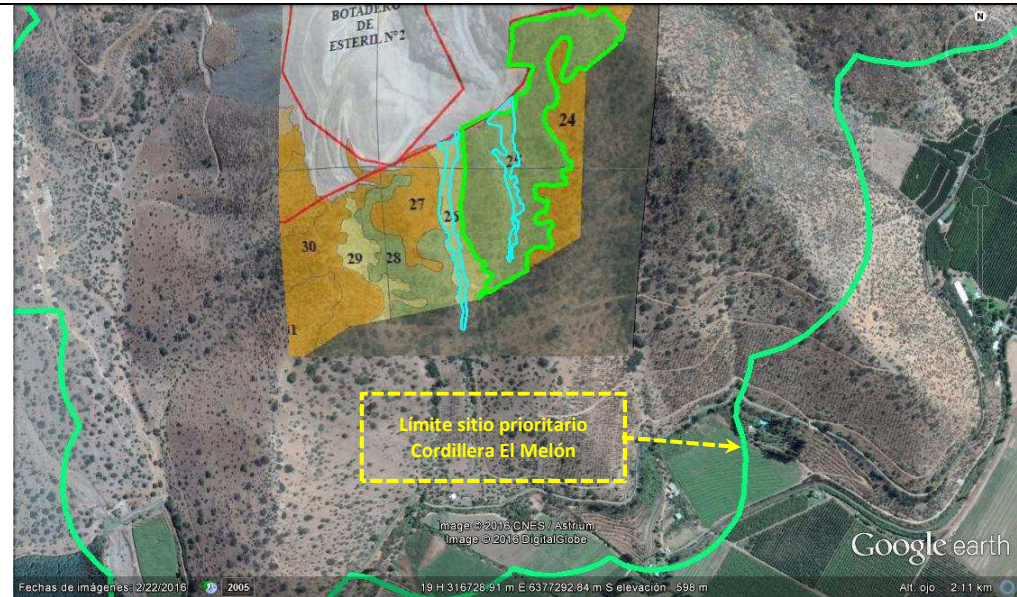 BOTADERO
DE
ESTERIL N°2
N
24
25
26
27
28
29
30
Límite sitio prioritario
Cordillera El Melón
Image © 2016 CNES / Astrium
Image © 2016 DigitalGlobe
Google earth
Fechas de imágenes: 2/22/2016 2005 19 H 316728.91 m E 6377292.84 m S elevación 598 m Alt. ojo 2.11 km